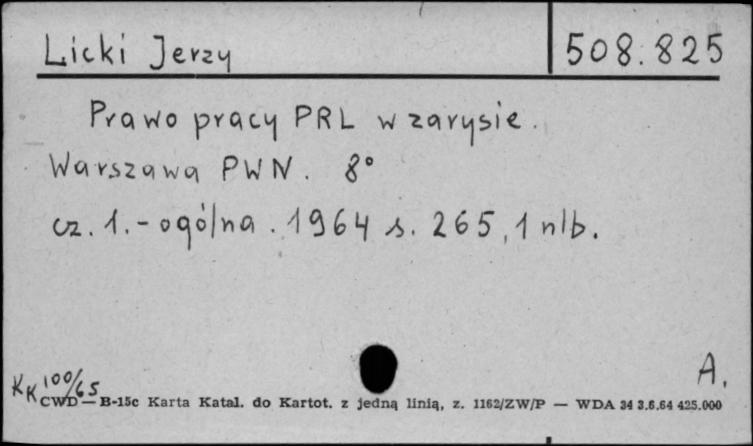 Licki Jerzy 508.825
Prawo pracy PRL w zarysie.
Warszawa PWN. 8°
cz. 1.-ogólna. 1964 s. 265, 1 nlb.
A.
KK 100/65
CWD—B-15c Karta Katal. do Kartot. z jedną linią, z. 1162/ZW/P — WDA 34 3.6.64 425.000